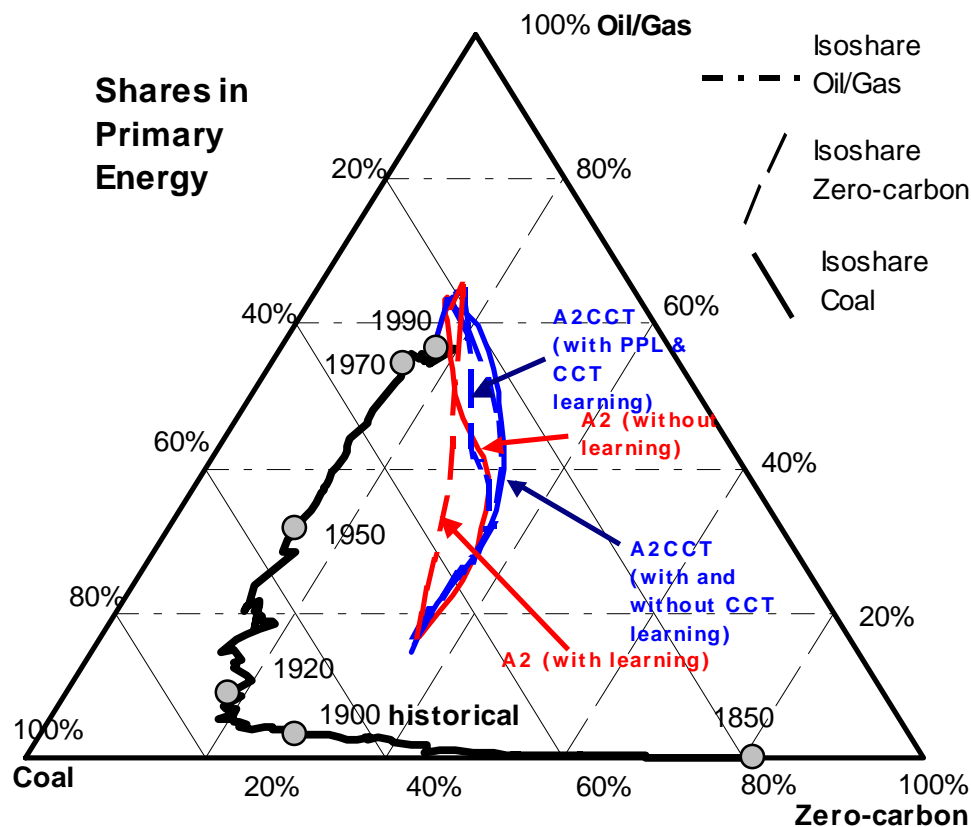 100% Oil/Gas
Isoshare
Oil/Gas
Shares in
Primary
Energy
Isoshare
Zero-carbon
Isoshare
Coal
20%
80%
40%
1990
60%
1970
A2CCT
(with PPL &
CCT
learning)
A2 (without
learning)
60%
40%
1950
A2CCT
(with and
without CCT
learning)
80%
20%
A2 (with learning)
1920
1900 historical
1850
100%
Coal
20%
40%
60%
80%
100%
Zero-carbon